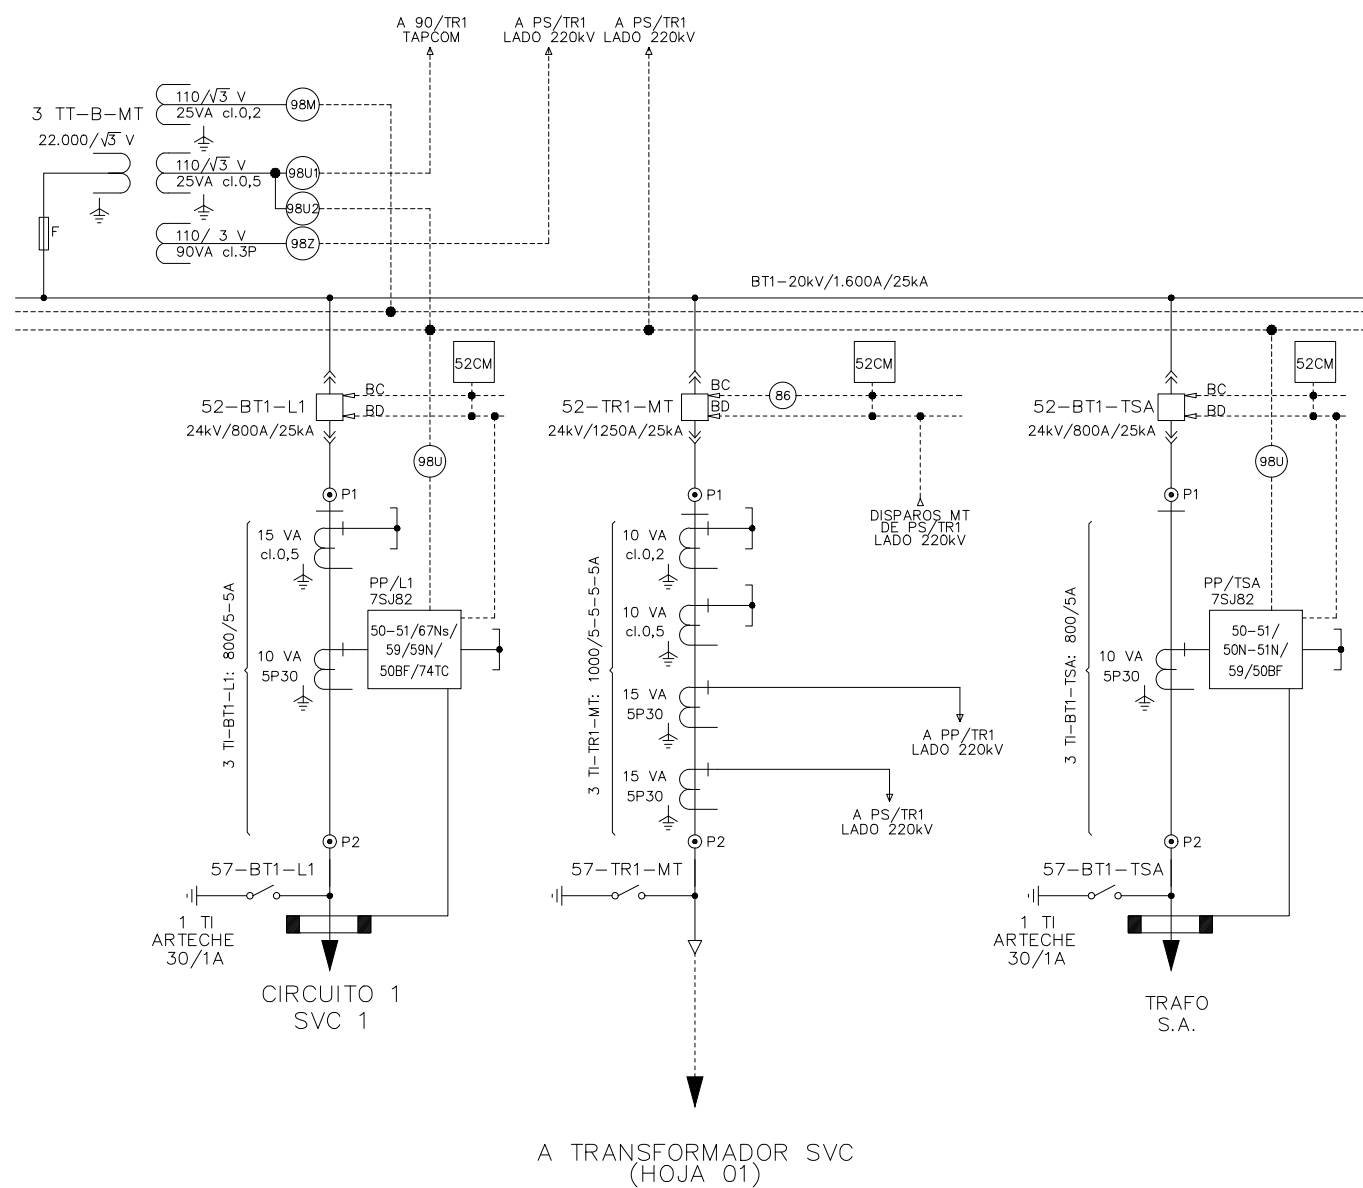 A 90/TR1
TAPCOM
A PS/TR1
LADO 220kV
A PS/TR1
LADO 220kV
3 TT-B-MT
22.000/√3 V
110/√3 V
25VA cl.0,2
98M
110/√3 V
25VA cl.0,5
98U1
98U2
110/ 3 V
90VA cl.3P
98Z
F
BT1-20kV/1.600A/25kA
52CM
BC
BD
52-BT1-L1
24kV/800A/25kA
98U
P1
15 VA
cl.0,5
3 TI-BT1-L1: 800/5-5A
PP/L1
7SJ82
50-51/67Ns/
59/59N/
50BF/74TC
10 VA
5P30
P2
57-BT1-L1
1 TI
ARTECHE
30/1A
CIRCUITO 1
SVC 1
52CM
BC
86
BD
52-TR1-MT
24kV/1250A/25kA
P1
DISPAROS MT
DE PS/TR1
LADO 220kV
10 VA
cl.0,2
10 VA
cl.0,5
3 TI-TR1-MT: 1000/5-5-5-5A
15 VA
5P30
A PP/TR1
LADO 220kV
15 VA
5P30
A PS/TR1
LADO 220kV
P2
57-TR1-MT
A TRANSFORMADOR SVC
(HOJA 01)
52CM
BC
BD
52-BT1-TSA
24kV/800A/25kA
98U
P1
3 TI-BT1-TSA: 800/5A
PP/TSA
7SJ82
50-51/
50N-51N/
59/50BF
10 VA
5P30
P2
57-BT1-TSA
1 TI
ARTECHE
30/1A
TRAFO
S.A.